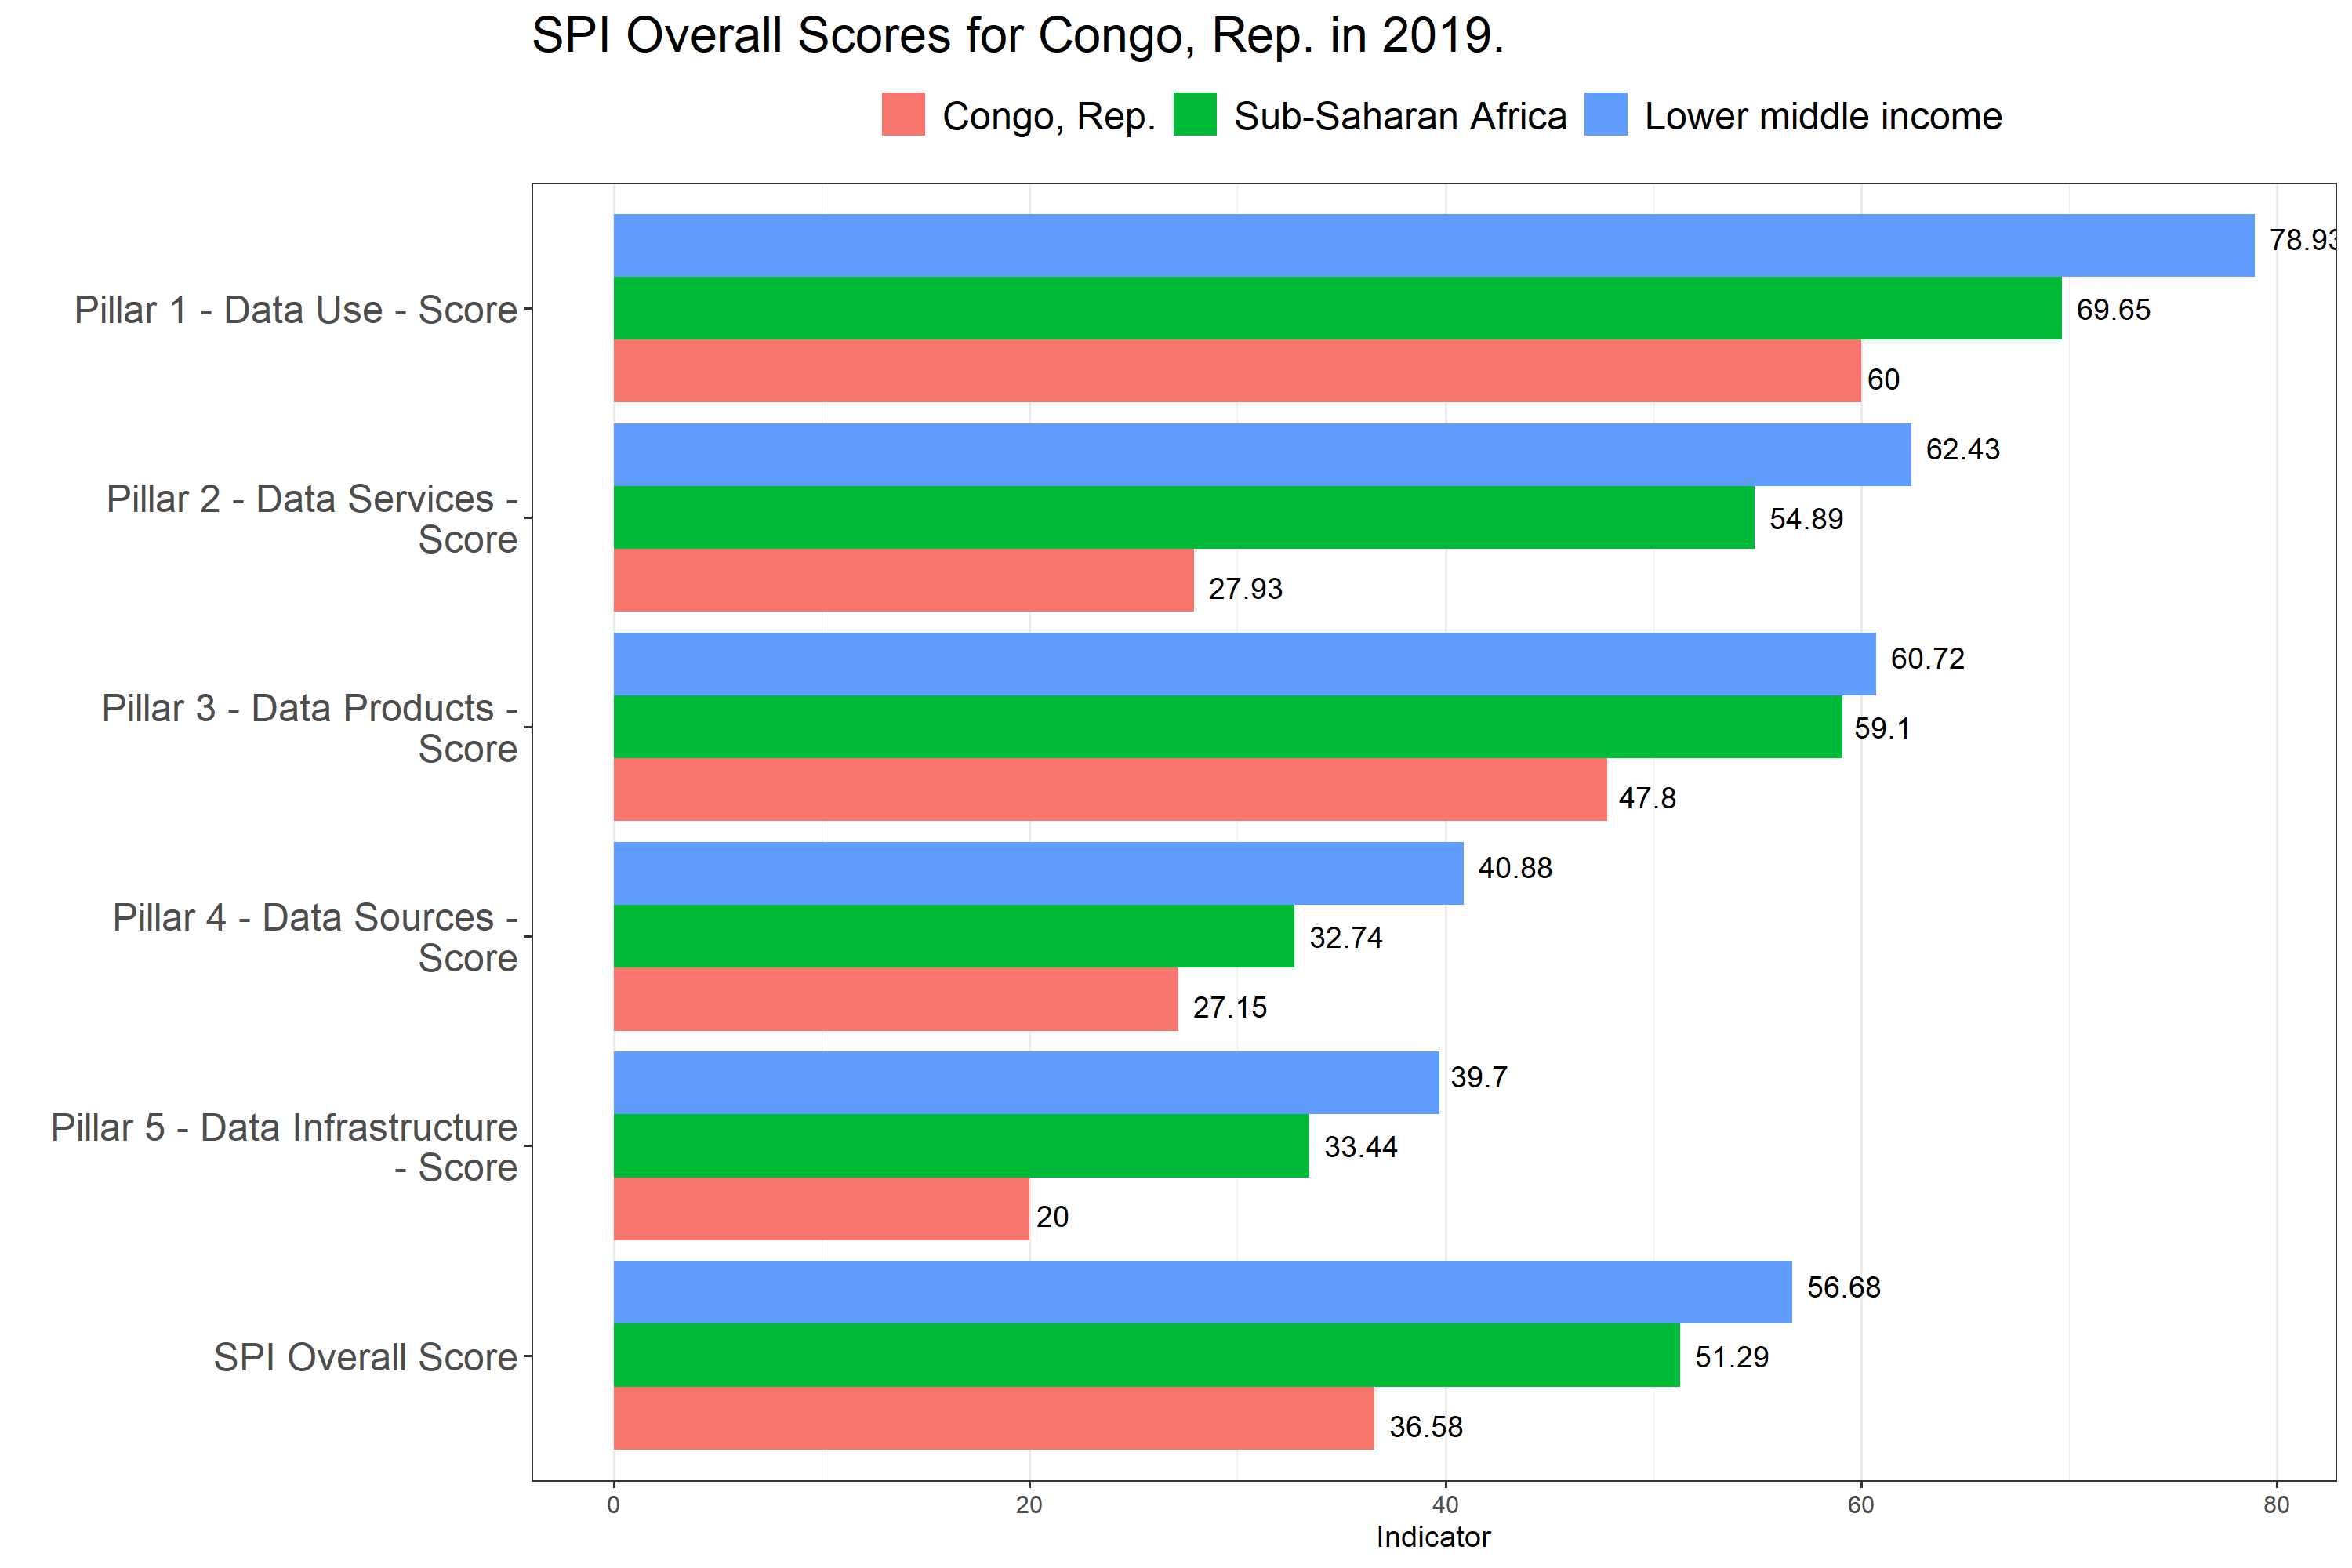 SPI Overall Scores for Congo, Rep. in 2019.
Congo, Rep. Sub-Saharan Africa Lower middle income
Pillar 1 - Data Use - Score
78.93
69.65
60
Pillar 2 - Data Services -
Score
62.43
54.89
27.93
Pillar 3 - Data Products -
Score
60.72
59.1
47.8
Pillar 4 - Data Sources -
Score
40.88
32.74
27.15
Pillar 5 - Data Infrastructure
- Score
39.7
33.44
20
SPI Overall Score
56.68
51.29
36.58
0 20 40 60 80
Indicator